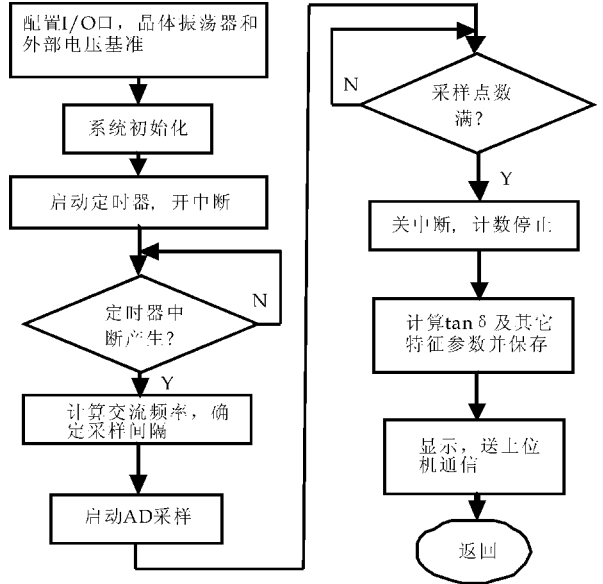 配置I/O口，晶体振荡器和
外部电压基准
系统初始化
启动定时器，开中断
N
定时器中
断产生？
Y
计算交流频率，确
定采样间隔
启动AD采样
N
采样点数
满？
Y
关中断，计数停止
计算tanδ及其它
特征参数并保存
显示，送上位
机通信
返回